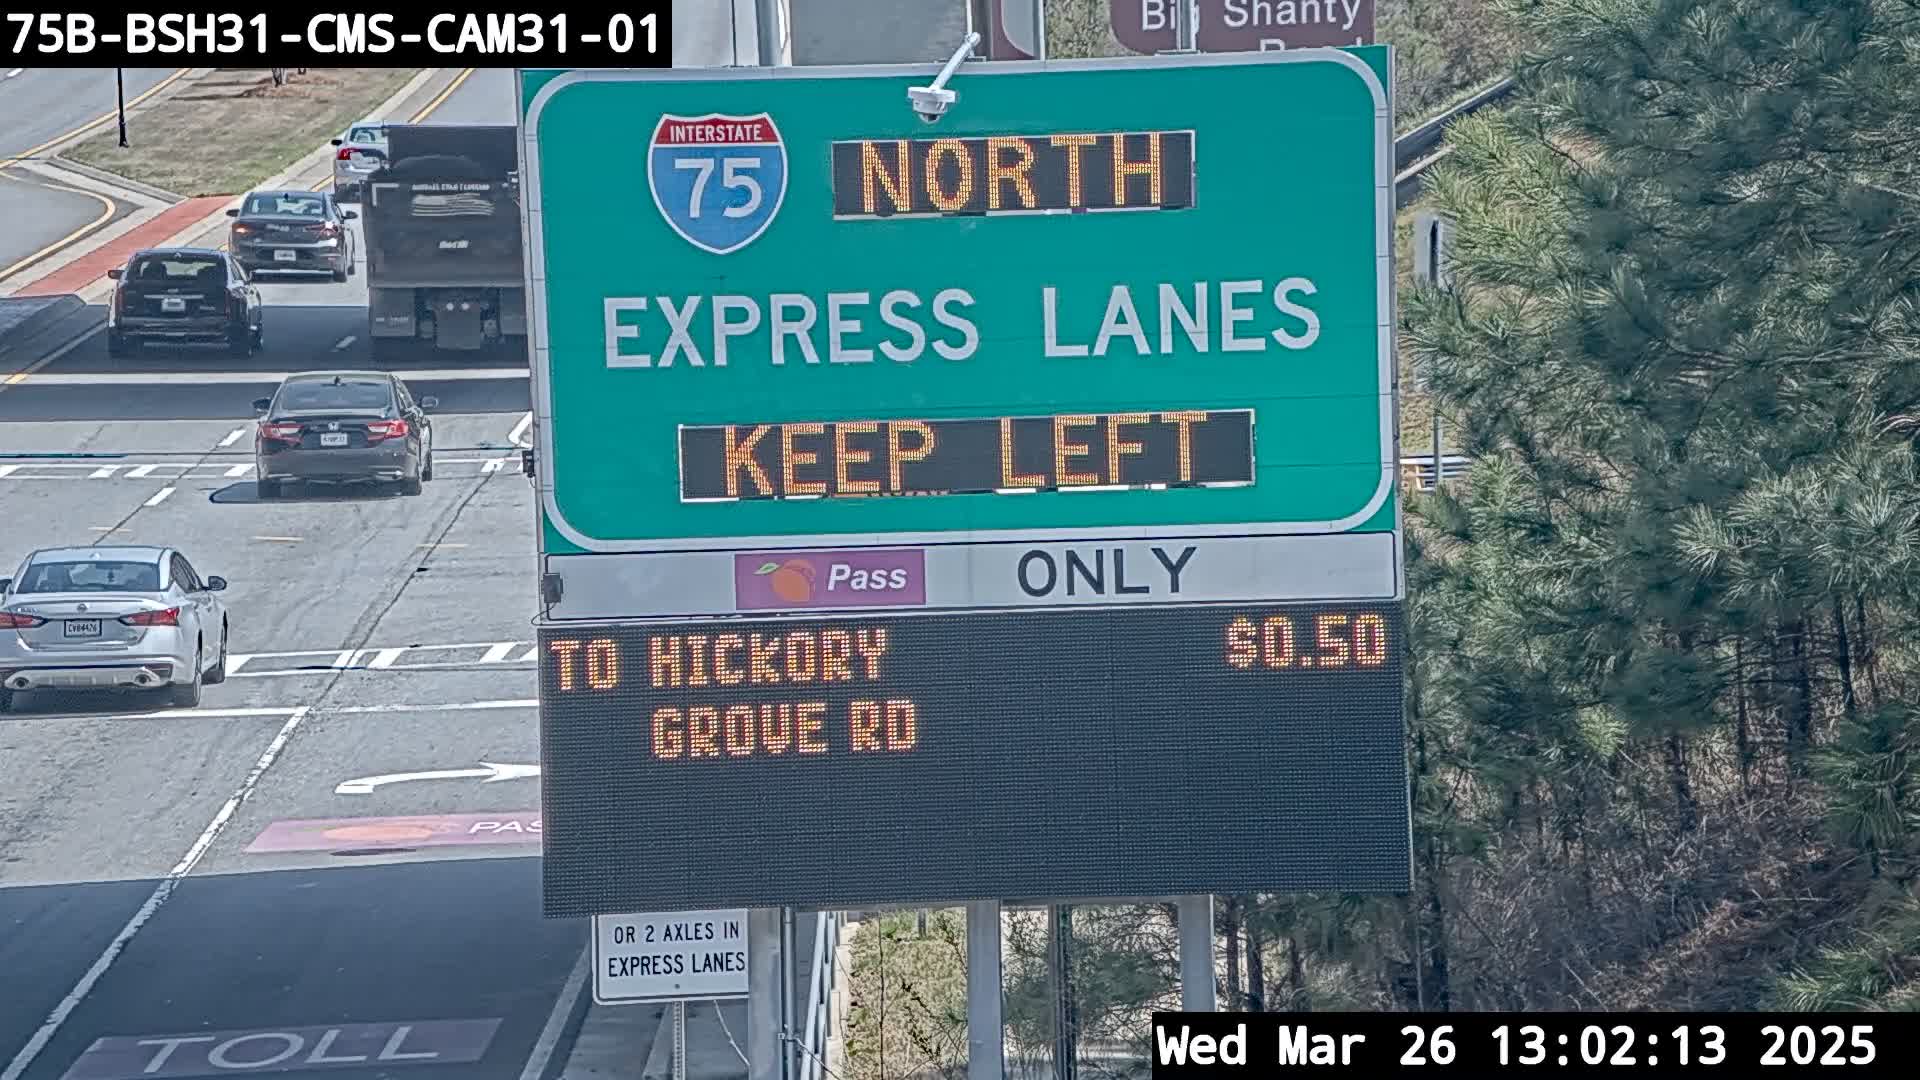 75B-BSH31-CMS-CAM31-01
Big Shanty
INTERSTATE
75
NORTH
EXPRESS LANES
KEEP LEFT
Pass
ONLY
TO HICKORY $0.50
GROVE RD
OR 2 AXLES IN
EXPRESS LANES
TOLL
Wed Mar 26 13:02:13 2025